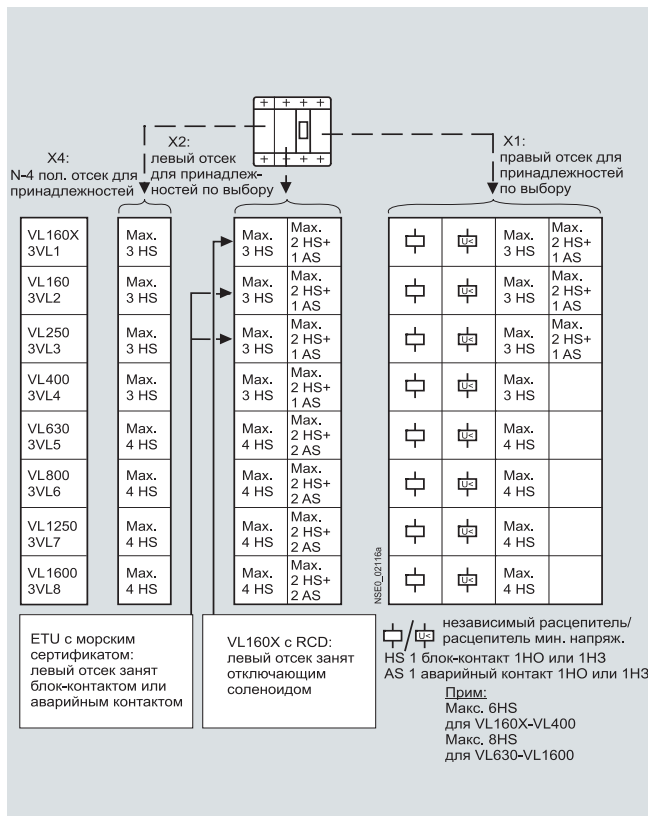 + + + +
+ + + +
X4:
N-4 пол. отсек для
принадлежностей
X2:
левый отсек
для принадлеж-
ностей по выбору
X1:
правый отсек для
принадлежностей
по выбору
VL160X
3VL1
Max.
3 HS
Max.
3 HS
Max.
2 HS+
1 AS
U<
Max.
3 HS
Max.
2 HS+
1 AS
VL160
3VL2
Max.
3 HS
Max.
3 HS
Max.
2 HS+
1 AS
U<
Max.
3 HS
Max.
2 HS+
1 AS
VL250
3VL3
Max.
3 HS
Max.
3 HS
Max.
2 HS+
1 AS
U<
Max.
3 HS
Max.
2 HS+
1 AS
VL400
3VL4
Max.
3 HS
Max.
3 HS
Max.
2 HS+
1 AS
U<
Max.
3 HS
VL630
3VL5
Max.
4 HS
Max.
4 HS
Max.
2 HS+
2 AS
U<
Max.
4 HS
VL800
3VL6
Max.
4 HS
Max.
4 HS
Max.
2 HS+
2 AS
U<
Max.
4 HS
VL1250
3VL7
Max.
4 HS
Max.
4 HS
Max.
2 HS+
2 AS
U<
Max.
4 HS
VL1600
3VL8
Max.
4 HS
Max.
4 HS
Max.
2 HS+
2 AS
U<
Max.
4 HS
NSE0_02116a
ETU с морским
сертификатом:
левый отсек занят
блок-контактом или
аварийным контактом
VL160X с RCD:
левый отсек занят
отключающим
соленоидом
/ U< независимый расцепитель/
расцепитель мин. напряж.
HS 1 блок-контакт 1НО или 1НЗ
AS 1 аварийный контакт 1НО или 1НЗ
Прим:
Макс. 6HS
для VL160X-VL400
Макс. 8HS
для VL630-VL1600